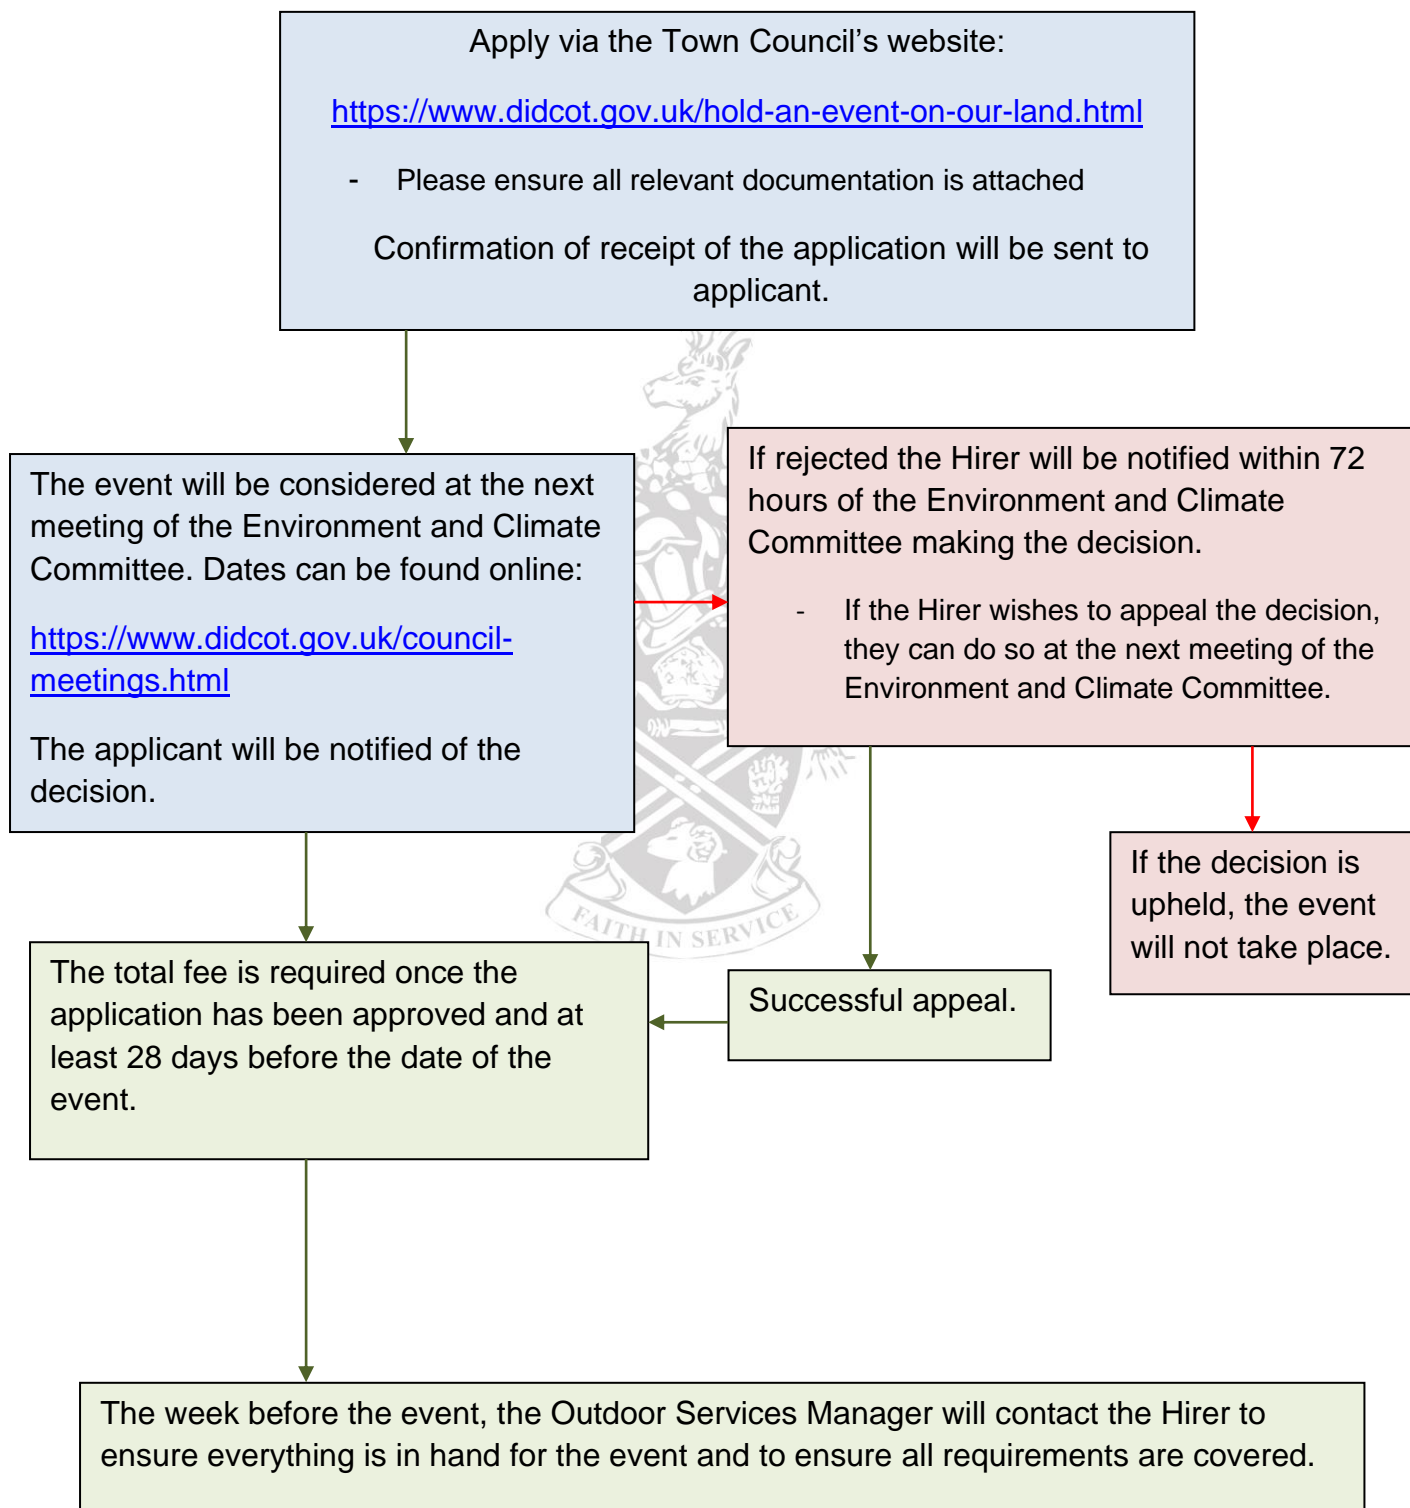 Apply via the Town Council’s website:
https://www.didcot.gov.uk/hold-an-event-on-our-land.html
- Please ensure all relevant documentation is attached
Confirmation of receipt of the application will be sent to
applicant.
The event will be considered at the next
meeting of the Environment and Climate
Committee. Dates can be found online:
https://www.didcot.gov.uk/council-
meetings.html
The applicant will be notified of the
decision.
If rejected the Hirer will be notified within 72
hours of the Environment and Climate
Committee making the decision.
- If the Hirer wishes to appeal the decision,
they can do so at the next meeting of the
Environment and Climate Committee.
If the decision is
upheld, the event
will not take place.
FAITH IN SERVICE
Successful appeal.
The total fee is required once the
application has been approved and at
least 28 days before the date of the
event.
The week before the event, the Outdoor Services Manager will contact the Hirer to
ensure everything is in hand for the event and to ensure all requirements are covered.